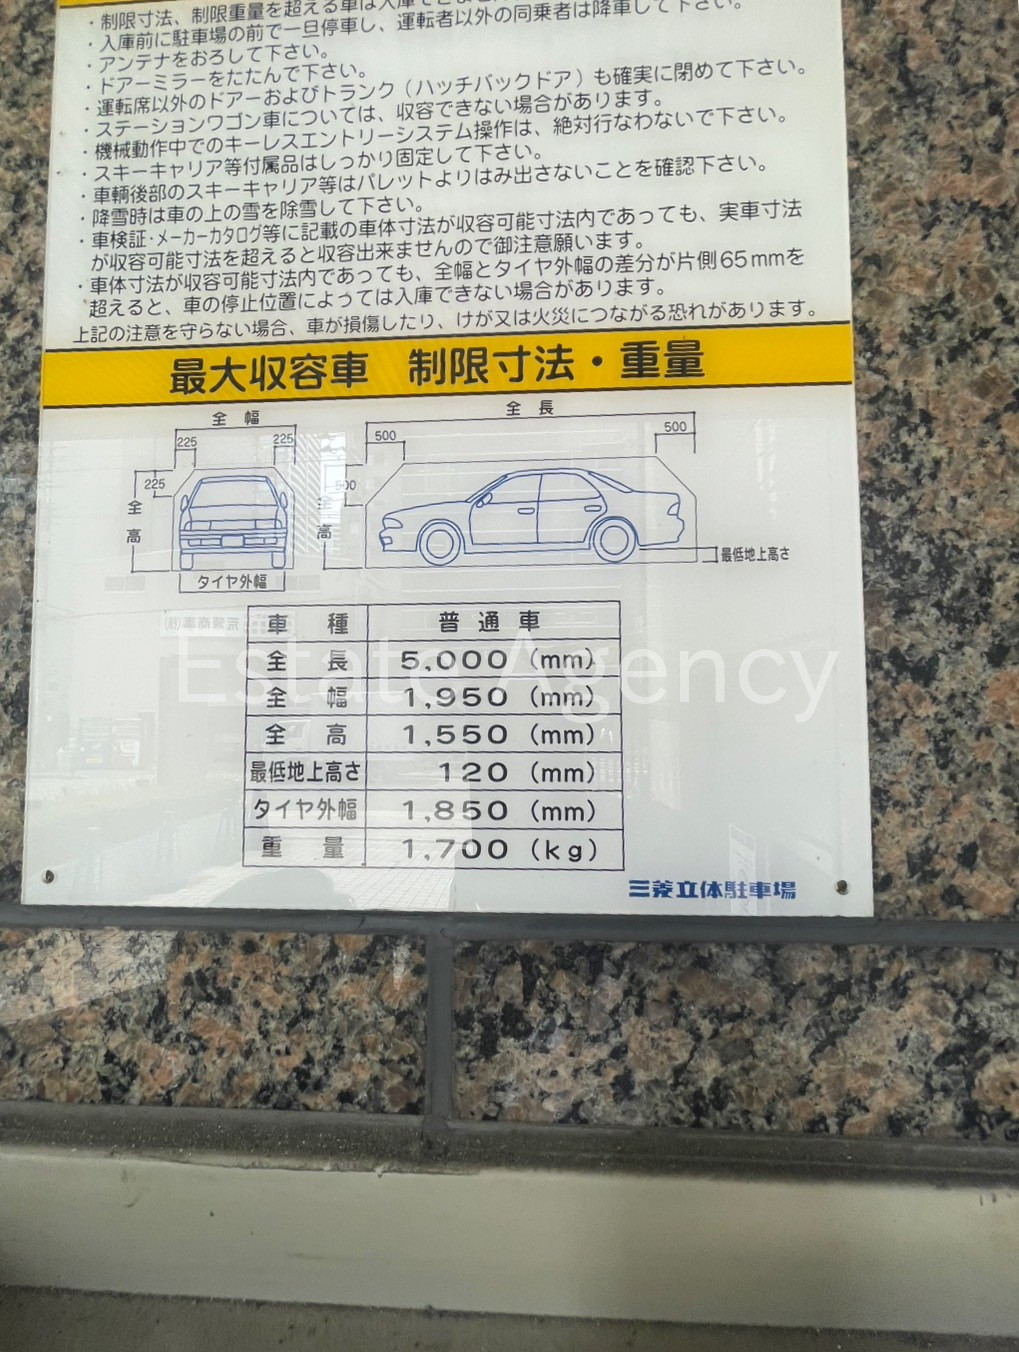 ・制限寸法、制限重量を超える車は入庫できませ
・入庫前に駐車場の前で一旦停車し、運転者以外の同乗者は降車して下さい。
・アンテナをおろして下さい。
・ドアーミラーをたたんで下さい。
・運転席以外のドアーおよびトランク（ハッチバックドア）も確実に閉めて下さい。
・ステーションワゴン車については、収容できない場合があります。
・機械動作中でのキーレスエントリーシステム操作は、絶対行なわないで下さい。
・スキーキャリア等付属品はしっかり固定して下さい。
・車輌後部のスキーキャリア等はパレットよりはみ出さないことを確認下さい。
・降雪時は車の上の雪を除雪して下さい。
・車検証・メーカーカタログ等に記載の車体寸法が収容可能寸法内であっても、実車寸法
が収容可能寸法を超えると収容出来ませんので御注意願います。
・車体寸法が収容可能寸法内であっても、全幅とタイヤ外幅の差分が片側65mmを
超えると、車の停止位置によっては入庫できない場合があります。
上記の注意を守らない場合、車が損傷したり、けが又は火災につながる恐れがあります。
最大収容車 制限寸法・重量
全幅
225 225
225
全高
タイヤ外幅
全長
500 500
500
全高
最低地上高さ
車種 普通車
全長 5,000 (mm)
全幅 1,950 (mm)
全高 1,550 (mm)
最低地上高さ 120 (mm)
タイヤ外幅 1,850 (mm)
重量 1,700 (kg)
三菱立体駐車場
Estate Agency